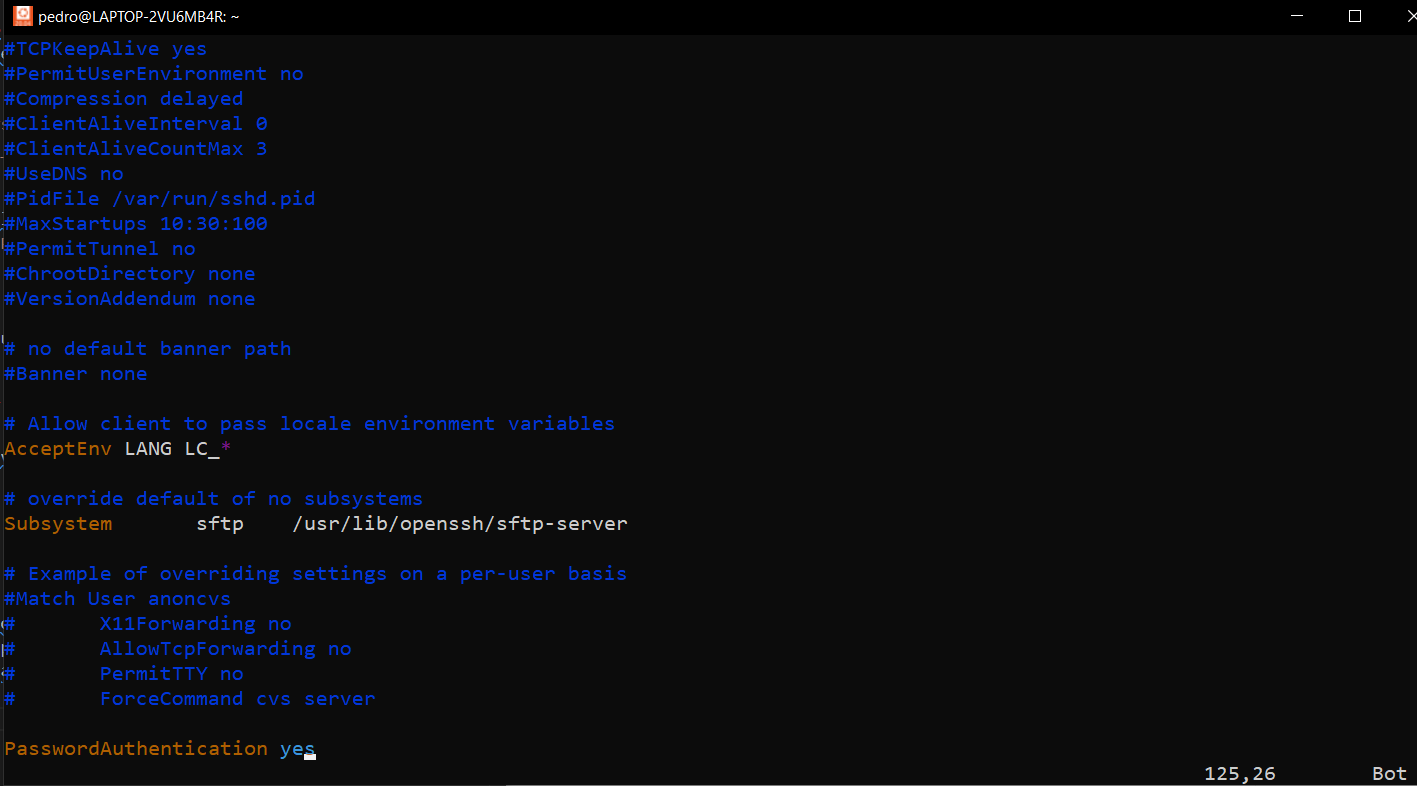 pedro@LAPTOP-2VU6MB4R: ~
#TCPKeepAlive yes
#PermitUserEnvironment no
#Compression delayed
#ClientAliveInterval 0
#ClientAliveCountMax 3
#UseDNS no
#PidFile /var/run/sshd.pid
#MaxStartups 10:30:100
#PermitTunnel no
#ChrootDirectory none
#VersionAddendum none

# no default banner path
#Banner none

# Allow client to pass locale environment variables
AcceptEnv LANG LC_*

# override default of no subsystems
Subsystem       sftp    /usr/lib/openssh/sftp-server

# Example of overriding settings on a per-user basis
#Match User anoncvs
#       X11Forwarding no
#       AllowTcpForwarding no
#       PermitTTY no
#       ForceCommand cvs server

PasswordAuthentication yes
125,26        Bot